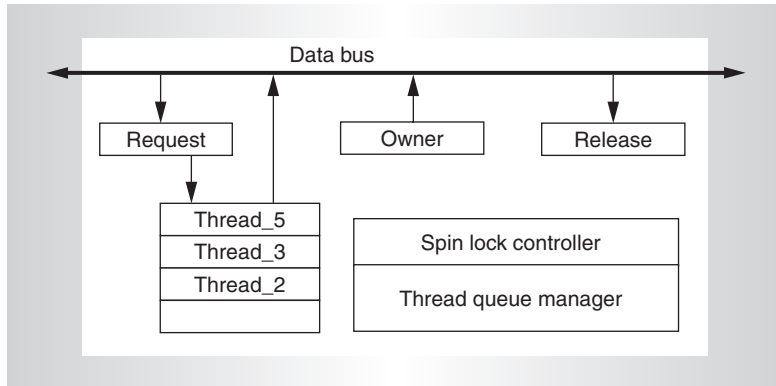 Data bus
Request
Owner
Release
Thread_5
Thread_3
Thread_2
Spin lock controller
Thread queue manager